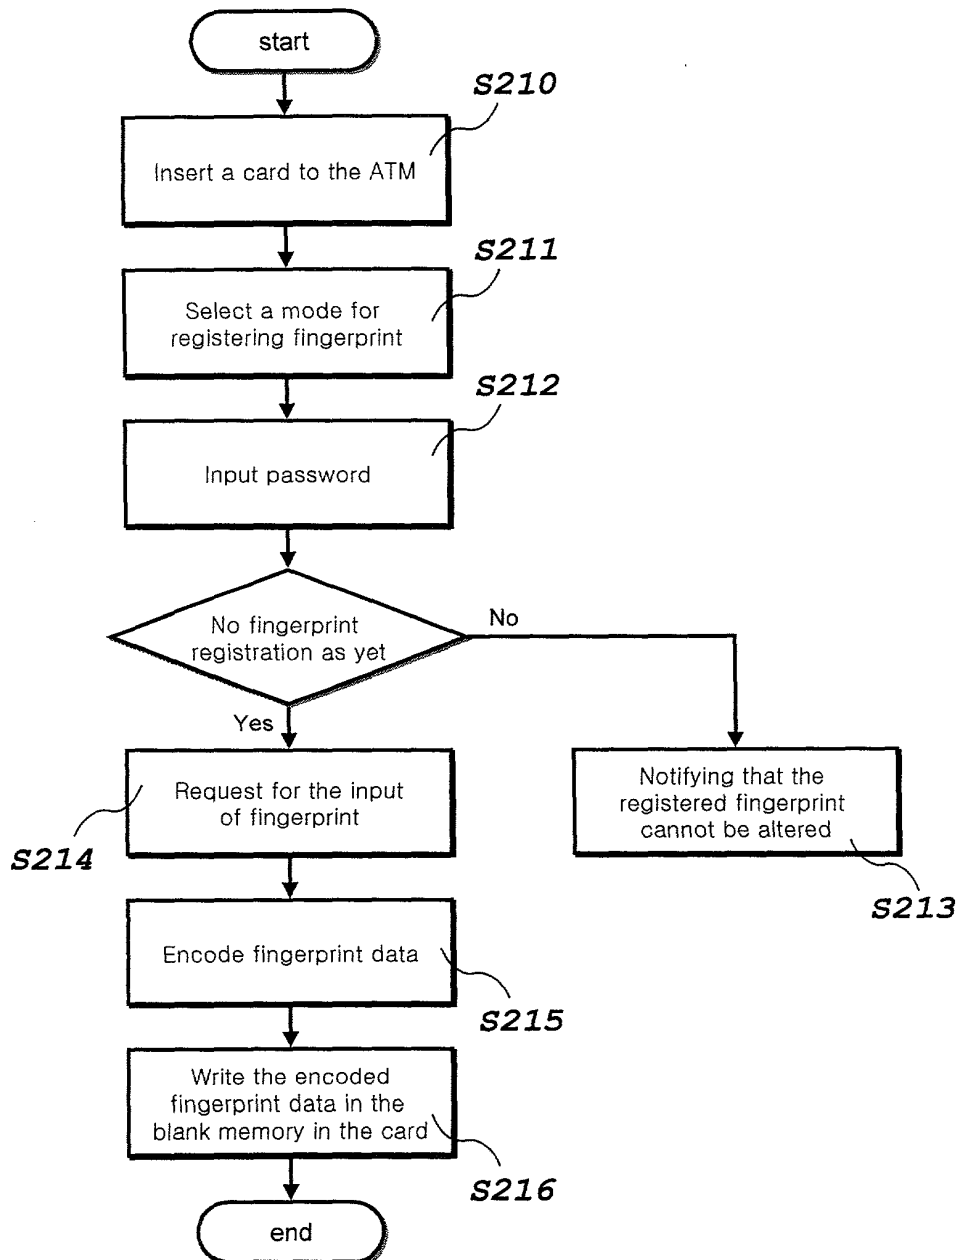 start
S210
Insert a card to the ATM
S211
Select a mode for
registering fingerprint
S212
Input password
No fingerprint
registration as yet
No
Yes
Request for the input
of fingerprint
S214
Notifying that the
registered fingerprint
cannot be altered
S213
Encode fingerprint data
S215
Write the encoded
fingerprint data in the
blank memory in the card
S216
end